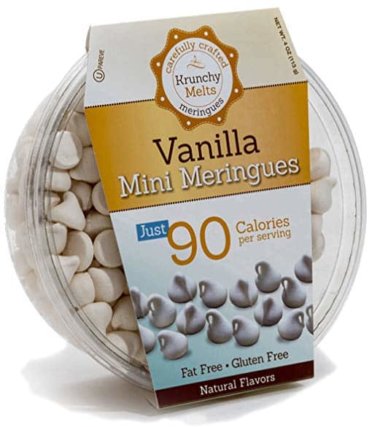 U PAREVE
carefully crafted
Krunchy
Melts
meringues
Vanilla
Mini Meringues
Just 90 Calories
per serving
Fat Free • Gluten Free
Natural Flavors